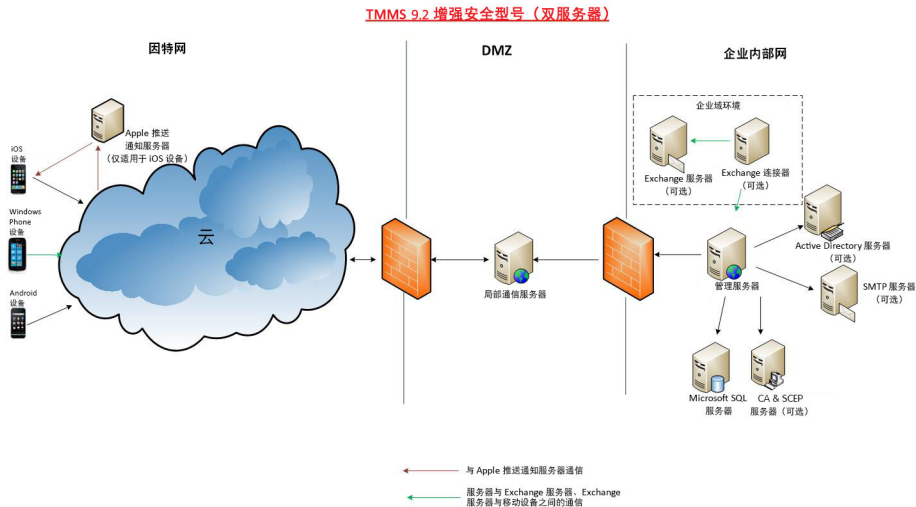 TMMS 9.2 增强安全型号（双服务器）
因特网
DMZ
企业内部网
企业域环境
Apple 推送
通知服务器
（仅适用于 iOS 设备）
iOS
设备
Exchange 服务器
（可选）
Exchange 连接器
（可选）
Windows
Phone
设备
云
Active Directory 服务器
（可选）
管理服务器
局部通信服务器
SMTP 服务器
（可选）
Android
设备
Microsoft SQL
服务器
CA & SCEP
服务器（可选）
与 Apple 推送通知服务器通信
服务器与 Exchange 服务器、Exchange
服务器与移动设备之间的通信